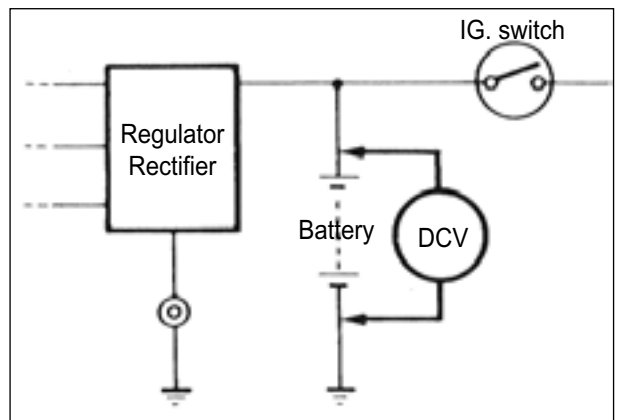 IG. switch
Regulator
Rectifier
Battery
DCV